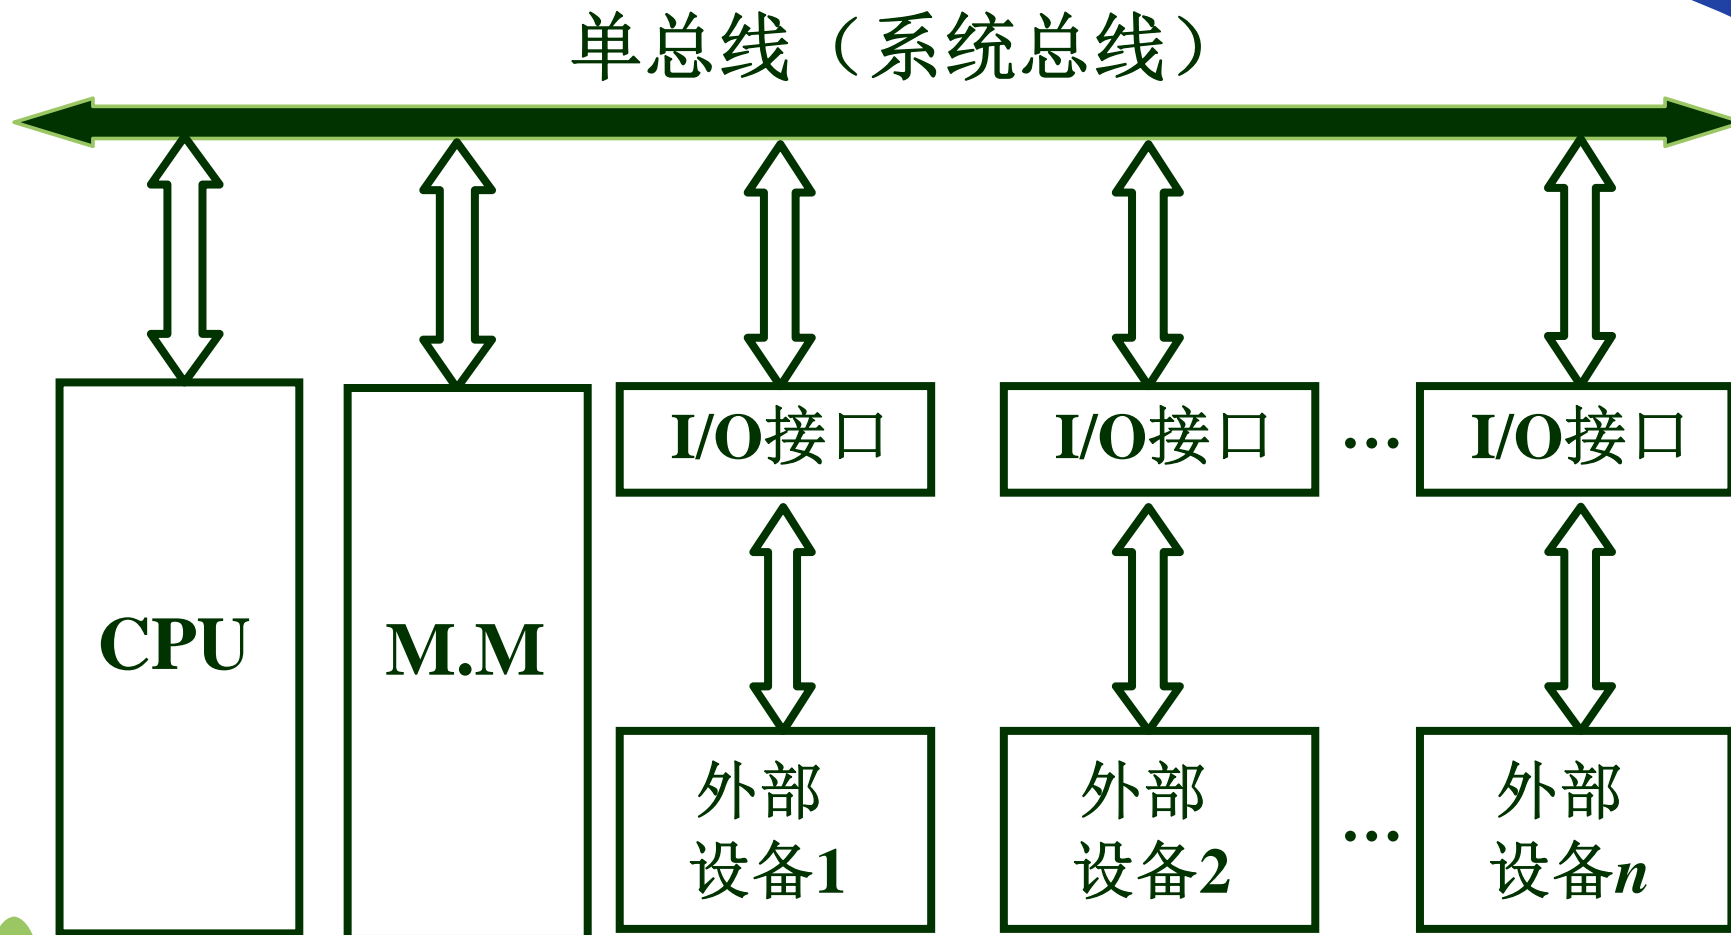 单总线（系统总线）
I/O接口
I/O接口
…
I/O接口
CPU
M.M
外部
设备1
外部
设备2
…
外部
设备n